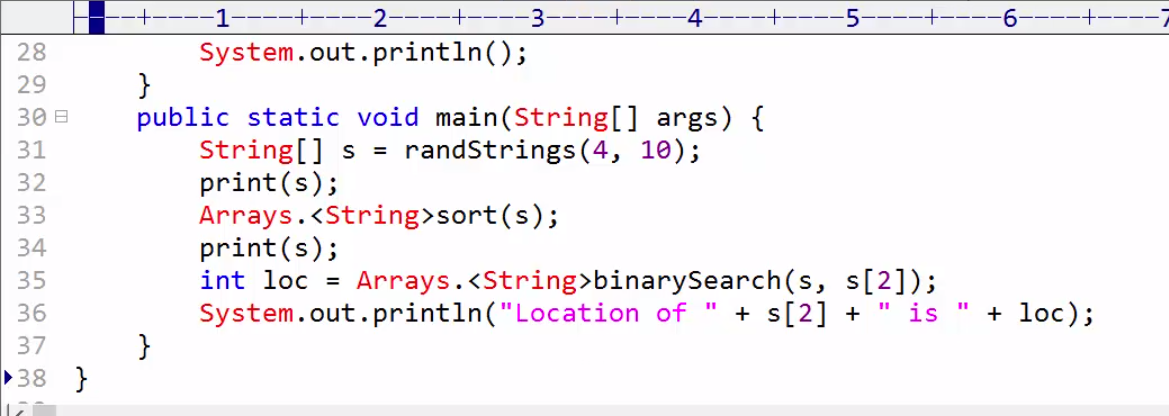 ----+----1----+----2----+----3----+----4----+----5----+----6----+----7
28         System.out.println();
29     }
30     public static void main(String[] args) {
31         String[] s = randStrings(4, 10);
32         print(s);
33         Arrays.<String>sort(s);
34         print(s);
35         int loc = Arrays.<String>binarySearch(s, s[2]);
36         System.out.println("Location of " + s[2] + " is " + loc);
37     }
38 }